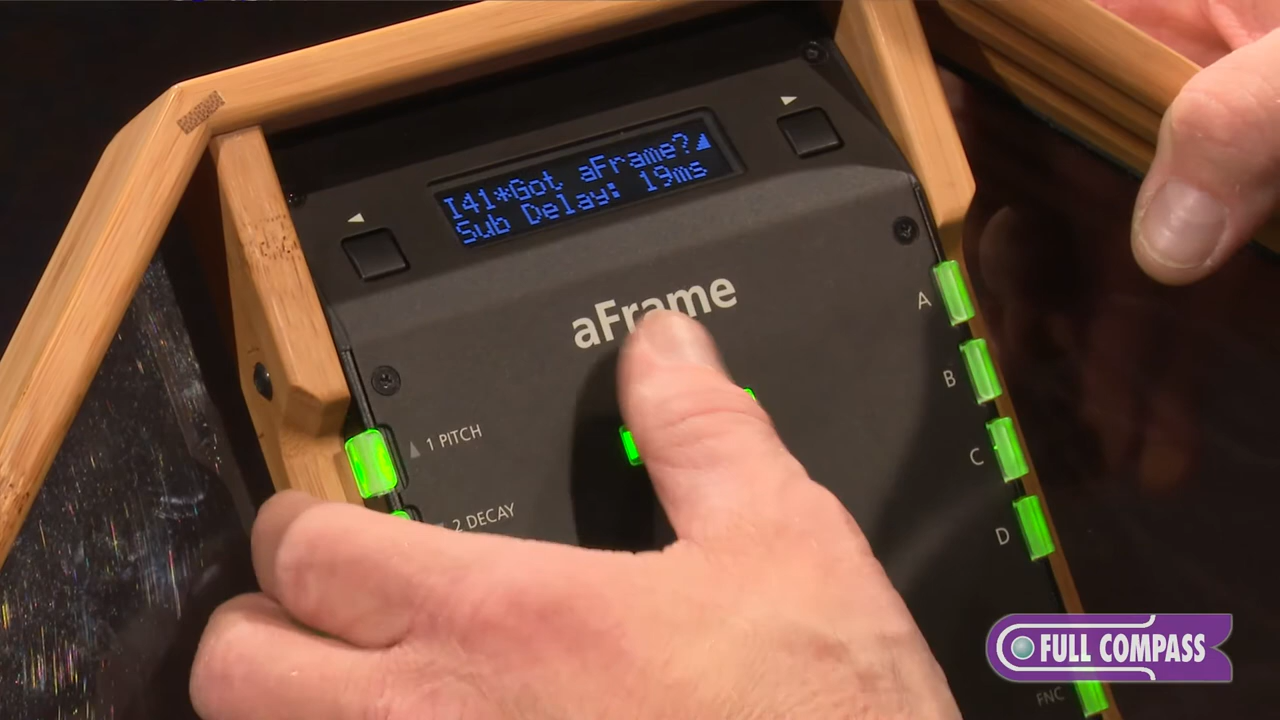 I41*Got aFrame?
Sub Delay: 19ms
aFrame
1 PITCH
2 DECAY
A
B
C
D
FNC
FULL COMPASS